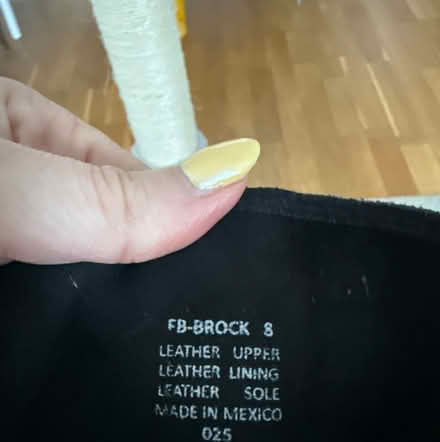 FB-BROCK 8
LEATHER UPPER
LEATHER LINING
LEATHER SOLE
MADE IN MEXICO
025